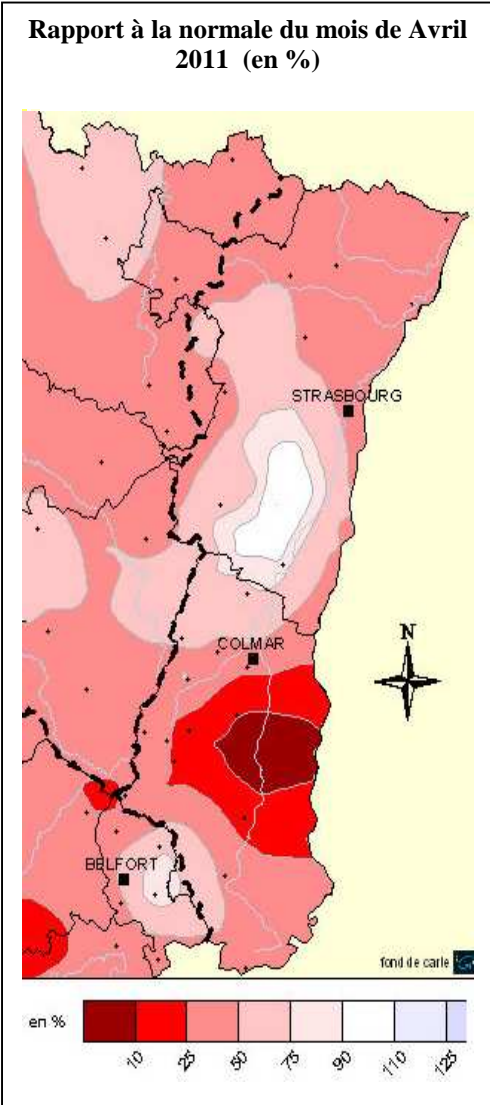 Rapport à la normale du mois de Avril
2011 (en %)
STRASBOURG
COLMAR
N
BELFORT
fond de carte
en %
10
25
50
75
90
110
125